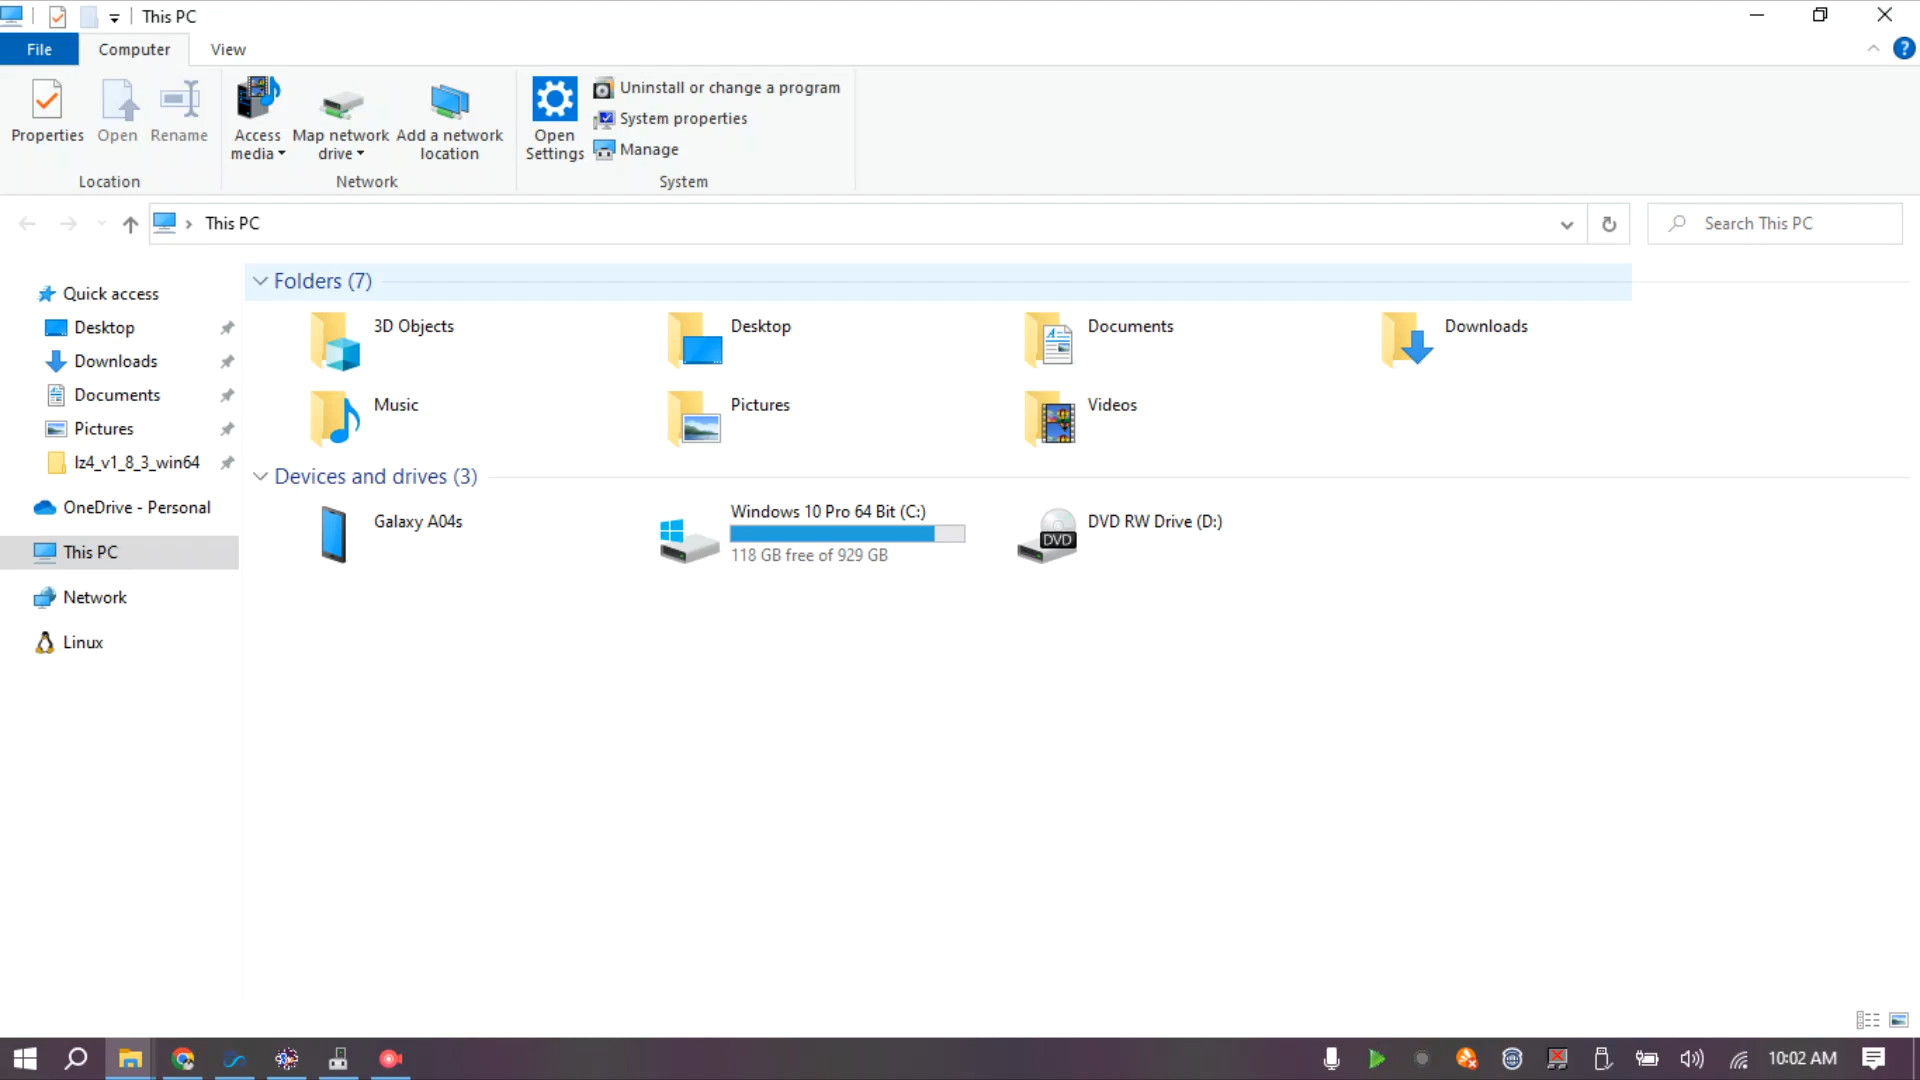 This PC
File
Computer
View
Properties
Open
Rename
Access
media
Map network
drive
Add a network
location
Open
Settings
Uninstall or change a program
System properties
Manage
Location
Network
System
This PC
Search This PC
Quick access
Desktop
Downloads
Documents
Pictures
lz4_v1_8_3_win64
OneDrive - Personal
This PC
Network
Linux
Folders (7)
3D Objects
Desktop
Documents
Downloads
Music
Pictures
Videos
Devices and drives (3)
Galaxy A04s
Windows 10 Pro 64 Bit (C:)
118 GB free of 929 GB
DVD
DVD RW Drive (D:)
10:02 AM